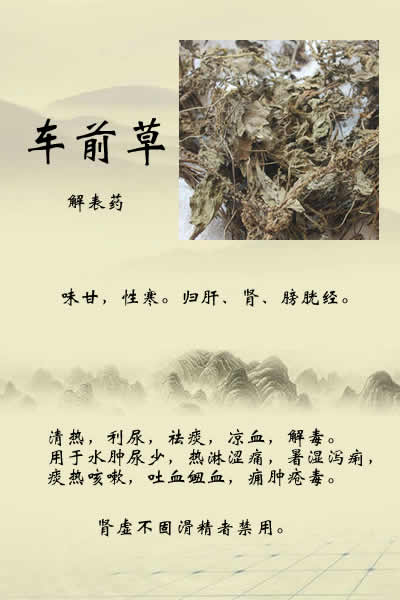 车前草
解表药
味甘，性寒。归肝、肾、膀胱经。
清热，利尿，祛痰，凉血，解毒。
用于水肿尿少，热淋涩痛，暑湿泻痢，
痰热咳嗽，吐血衄血，痈肿疮毒。
肾虚不固滑精者禁用。